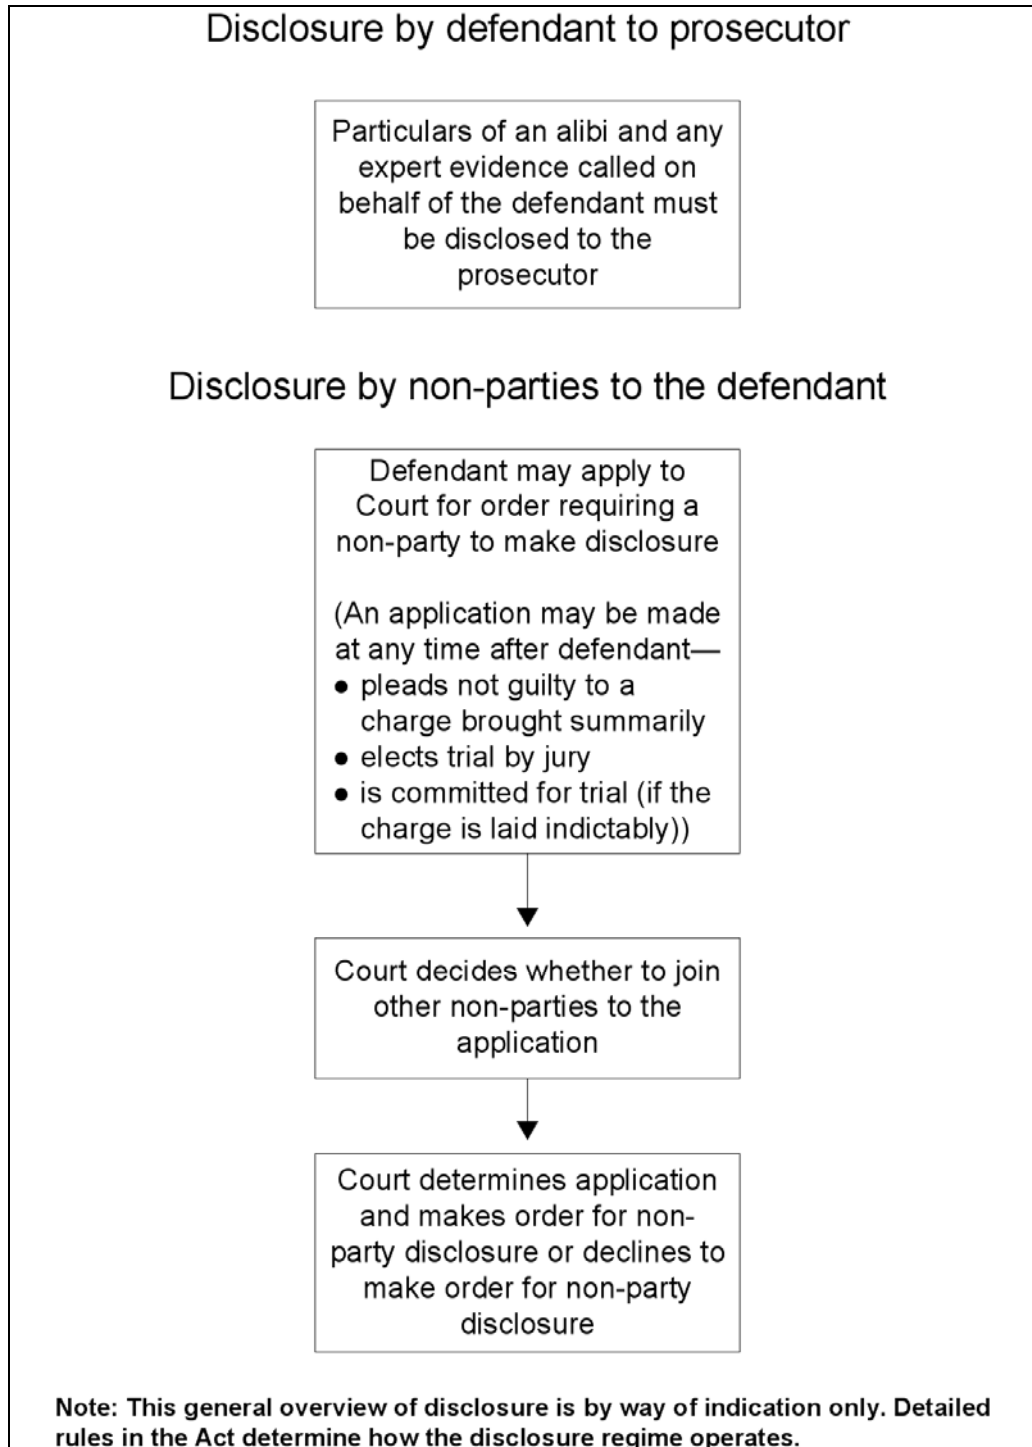 Disclosure by defendant to prosecutor
Particulars of an alibi and any
expert evidence called on
behalf of the defendant must
be disclosed to the
prosecutor
Disclosure by non-parties to the defendant
Defendant may apply to
Court for order requiring a
non-party to make disclosure
(An application may be made
at any time after defendant—
● pleads not guilty to a
charge brought summarily
● elects trial by jury
● is committed for trial (if the
charge is laid indictably))
Court decides whether to join
other non-parties to the
application
Court determines application
and makes order for non-
party disclosure or declines to
make order for non-party
disclosure
Note: This general overview of disclosure is by way of indication only. Detailed
rules in the Act determine how the disclosure regime operates.